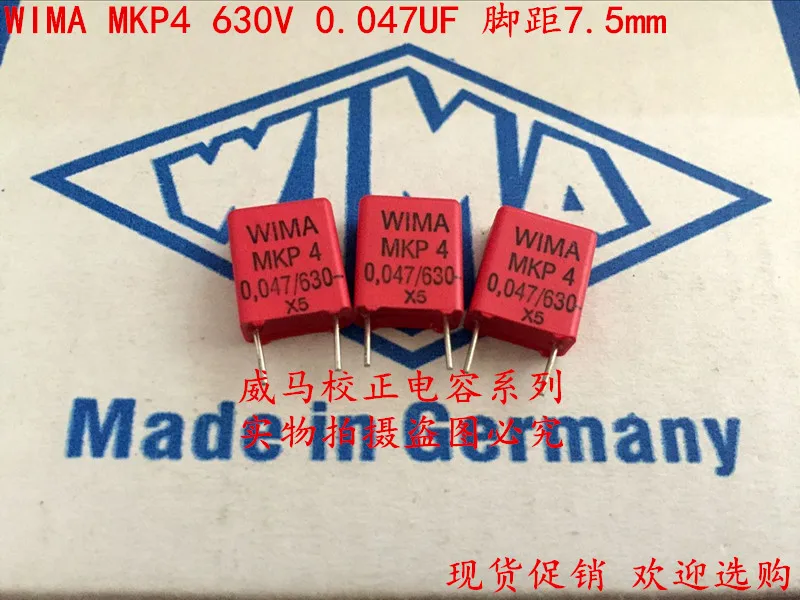 WIMA MKP4 630V 0.047UF 脚距7.5mm
WIMA
WIMA
MKP 4
0,047/630-
X5
WIMA
MKP 4
0,047/630-
X5
WIMA
MKP 4
0,047/630-
X5
威马校正电容系列
Made in Germany
实物拍摄盗图必究
现货促销 欢迎选购